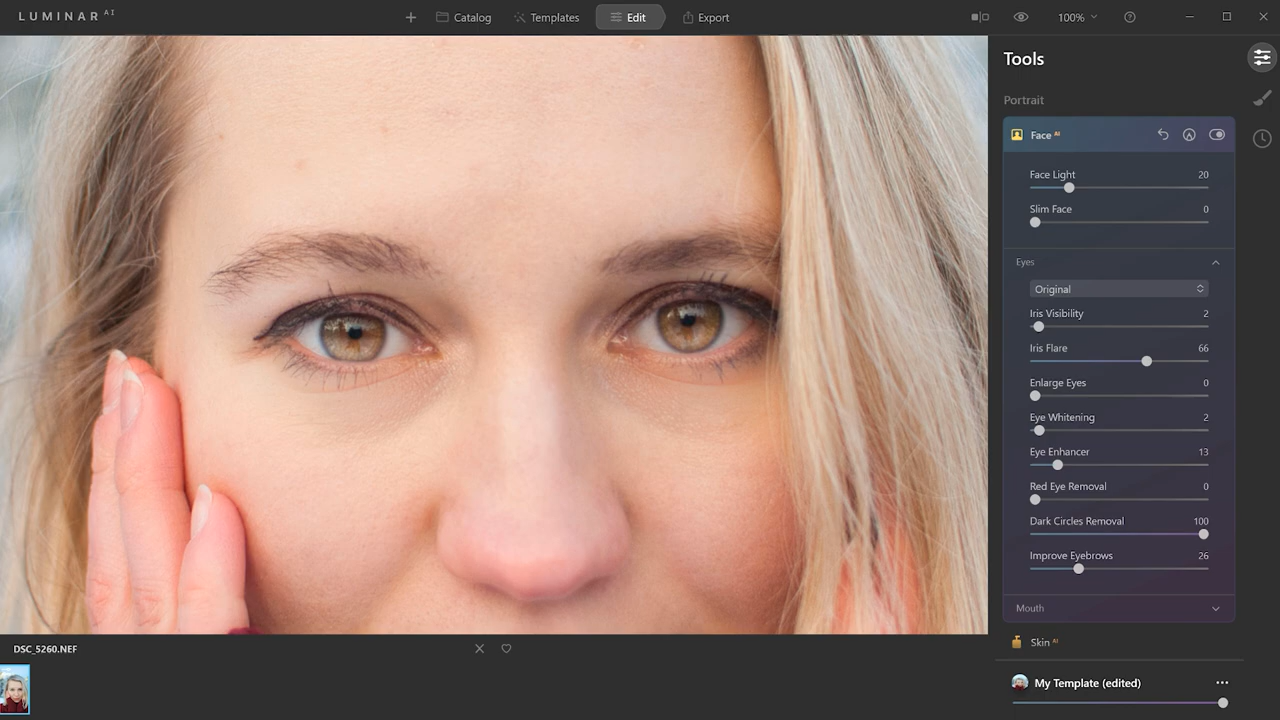 LUMINAR AI
Catalog
Templates
Edit
Export
100%
Tools
Portrait
Face AI
Face Light 20
Slim Face 0
Eyes
Original
Iris Visibility 2
Iris Flare 66
Enlarge Eyes 0
Eye Whitening 2
Eye Enhancer 13
Red Eye Removal 0
Dark Circles Removal 100
Improve Eyebrows 26
Mouth
Skin AI
DSC_5260.NEF
My Template (edited)